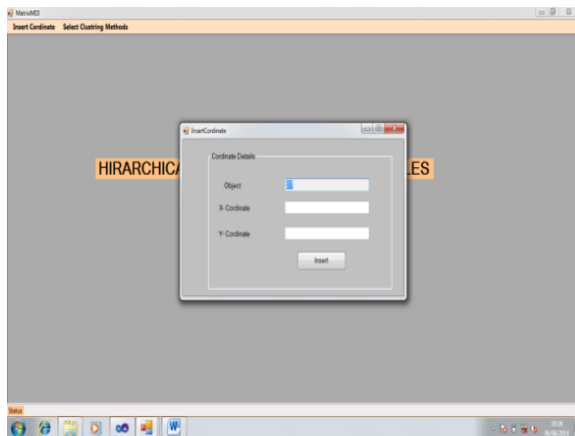 MatrixMDI
Insert Cordinate Select Clustring Methods
InsertCordinate
HIRARCHICA LES
Cordinate Details
Object
X- Cordinate
Y- Cordinate
Insert
Status